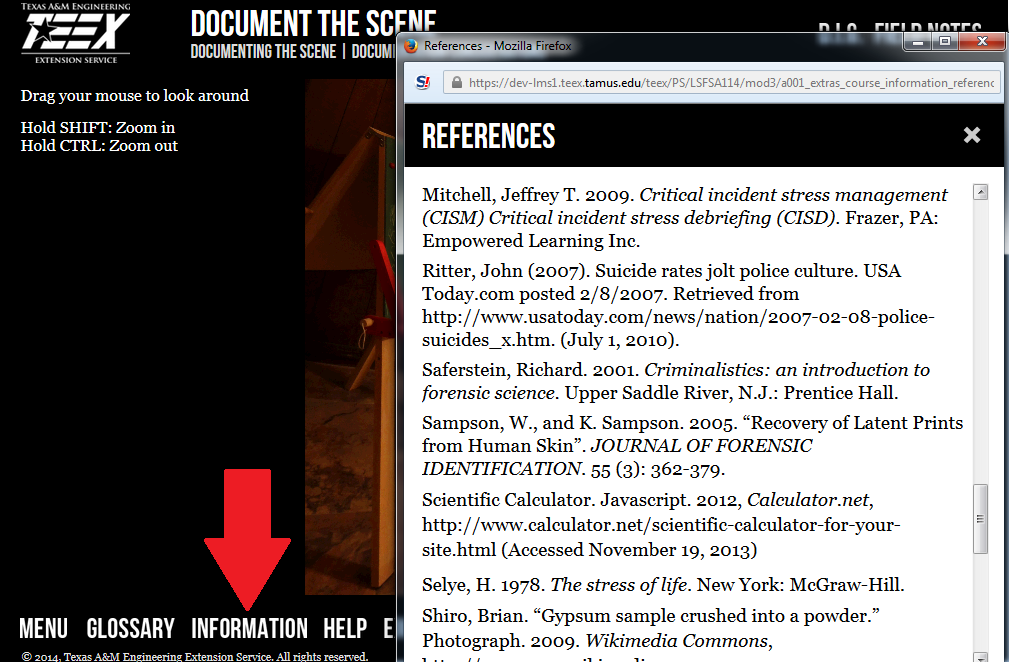 TEXAS A&M ENGINEERING
TEEX
EXTENSION SERVICE
DOCUMENT THE SCENE
DOCUMENTING THE SCENE |
FIELD NOTES
Drag your mouse to look around
Hold SHIFT: Zoom in
Hold CTRL: Zoom out
References - Mozilla Firefox
S!
https://dev-lms1.teex.tamus.edu/teex/PS/LSFSA114/mod3/a001_extras_course_information_referenc
REFERENCES
Mitchell, Jeffrey T. 2009. Critical incident stress management
(CISM) Critical incident stress debriefing (CISD). Frazer, PA:
Empowered Learning Inc.
Ritter, John (2007). Suicide rates jolt police culture. USA
Today.com posted 2/8/2007. Retrieved from
http://www.usatoday.com/news/nation/2007-02-08-police-
suicides_x.htm. (July 1, 2010).
Saferstein, Richard. 2001. Criminalistics: an introduction to
forensic science. Upper Saddle River, N.J.: Prentice Hall.
Sampson, W., and K. Sampson. 2005. “Recovery of Latent Prints
from Human Skin”. JOURNAL OF FORENSIC
IDENTIFICATION. 55 (3): 362-379.
Scientific Calculator. Javascript. 2012, Calculator.net,
http://www.calculator.net/scientific-calculator-for-your-
site.html (Accessed November 19, 2013)
Selye, H. 1978. The stress of life. New York: McGraw-Hill.
Shiro, Brian. “Gypsum sample crushed into a powder.”
Photograph. 2009. Wikimedia Commons,
MENU GLOSSARY INFORMATION HELP E
© 2014, Texas A&M Engineering Extension Service. All rights reserved.